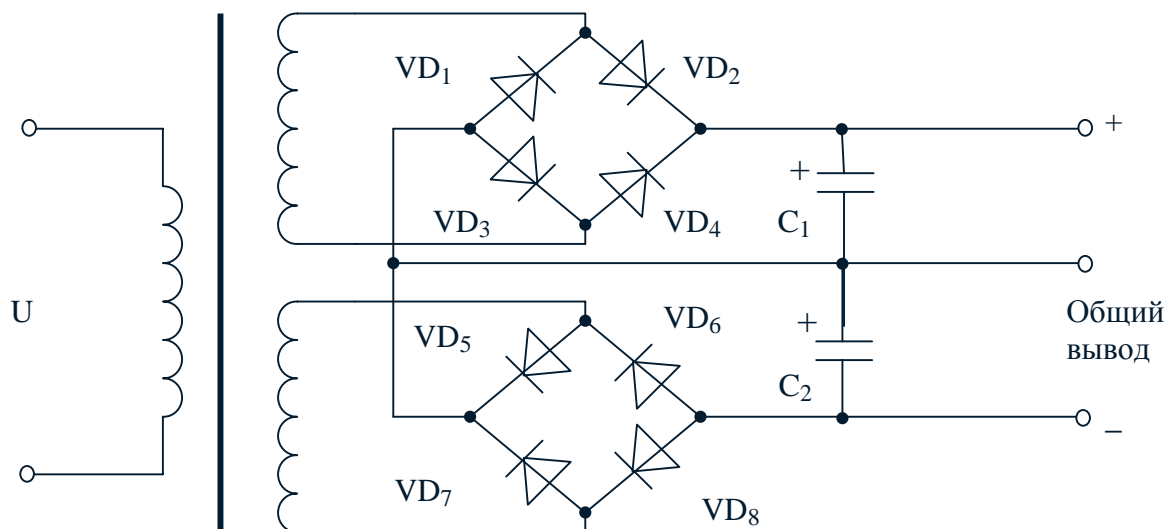 VD₁
VD₂
+
+
VD₃
VD₄
C₁
U
VD₅
VD₆
+
Общий
вывод
C₂
–
VD₇
VD₈